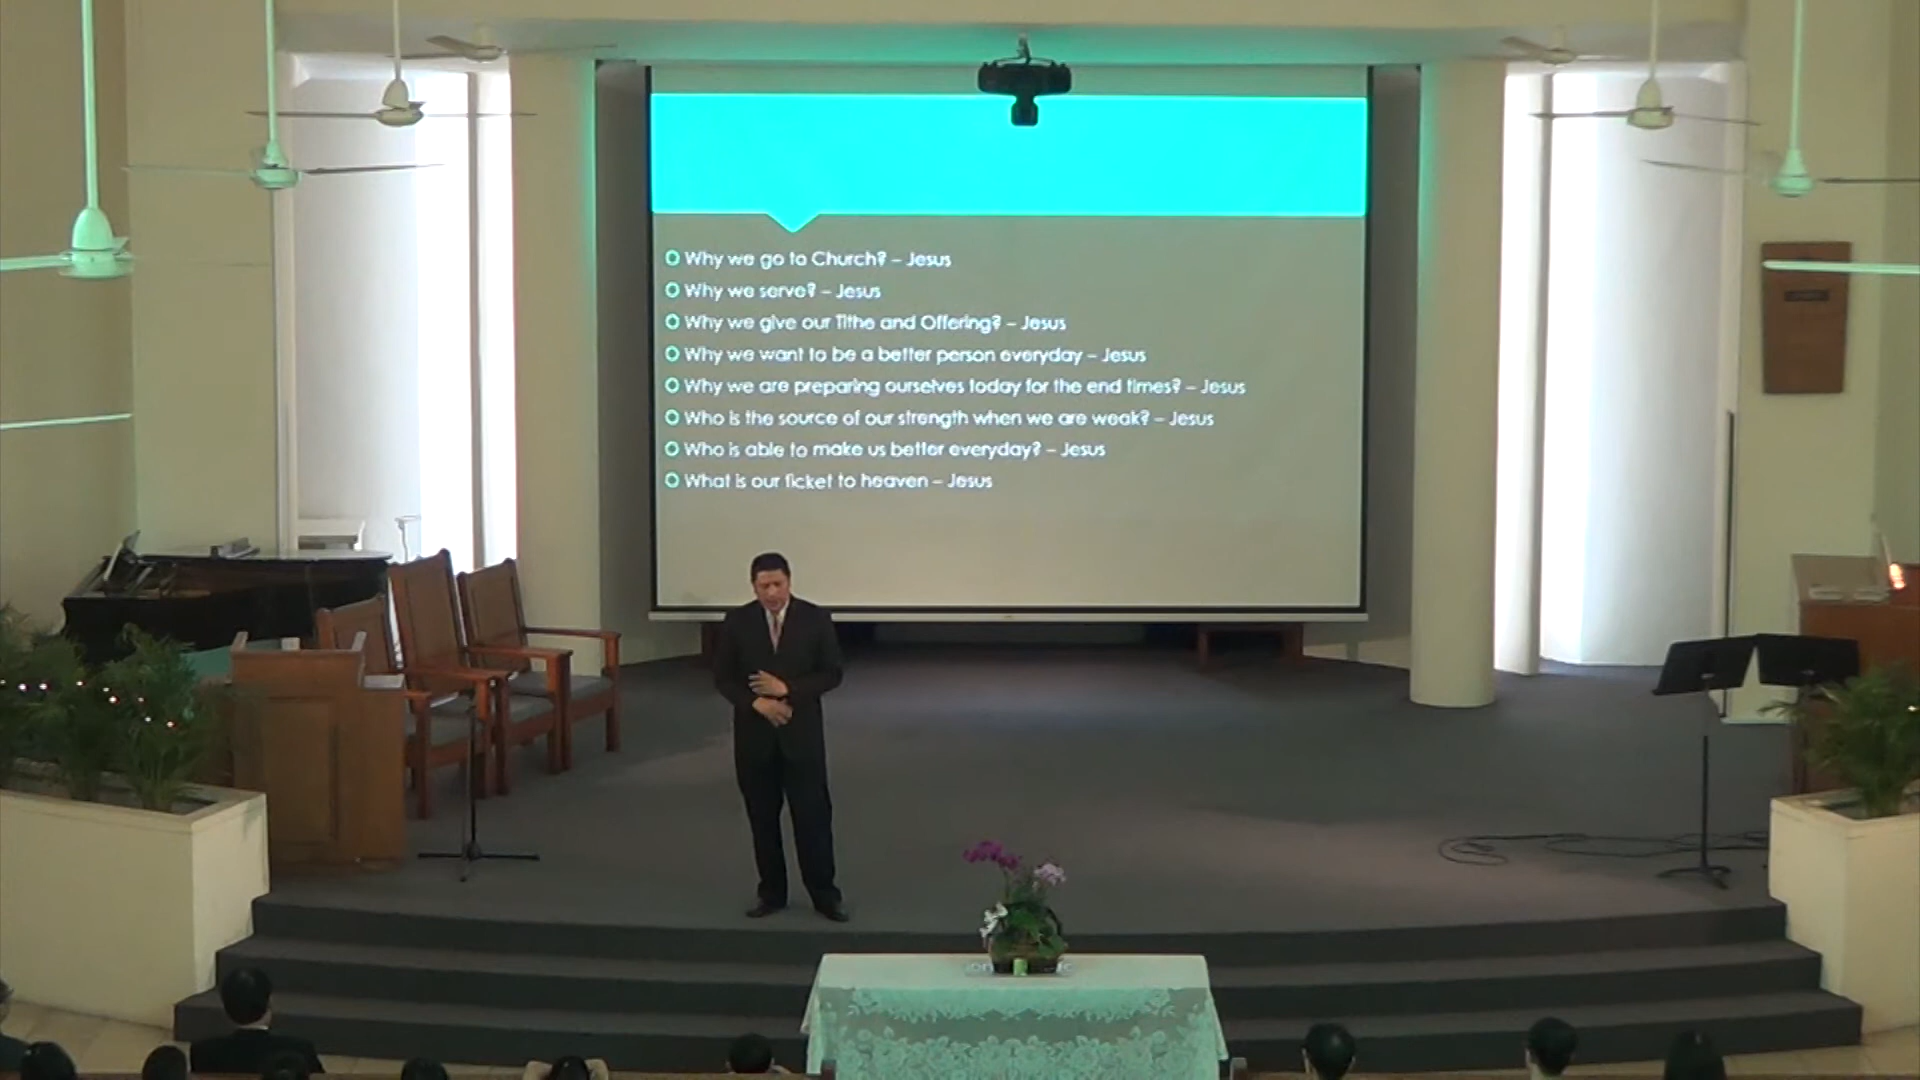 Why we go to Church? – Jesus
Why we serve? – Jesus
Why we give our Tithe and Offering? – Jesus
Why we want to be a better person everyday – Jesus
Why we are preparing ourselves today for the end times? – Jesus
Who is the source of our strength when we are weak? – Jesus
Who is able to make us better everyday? – Jesus
What is our ticket to heaven – Jesus